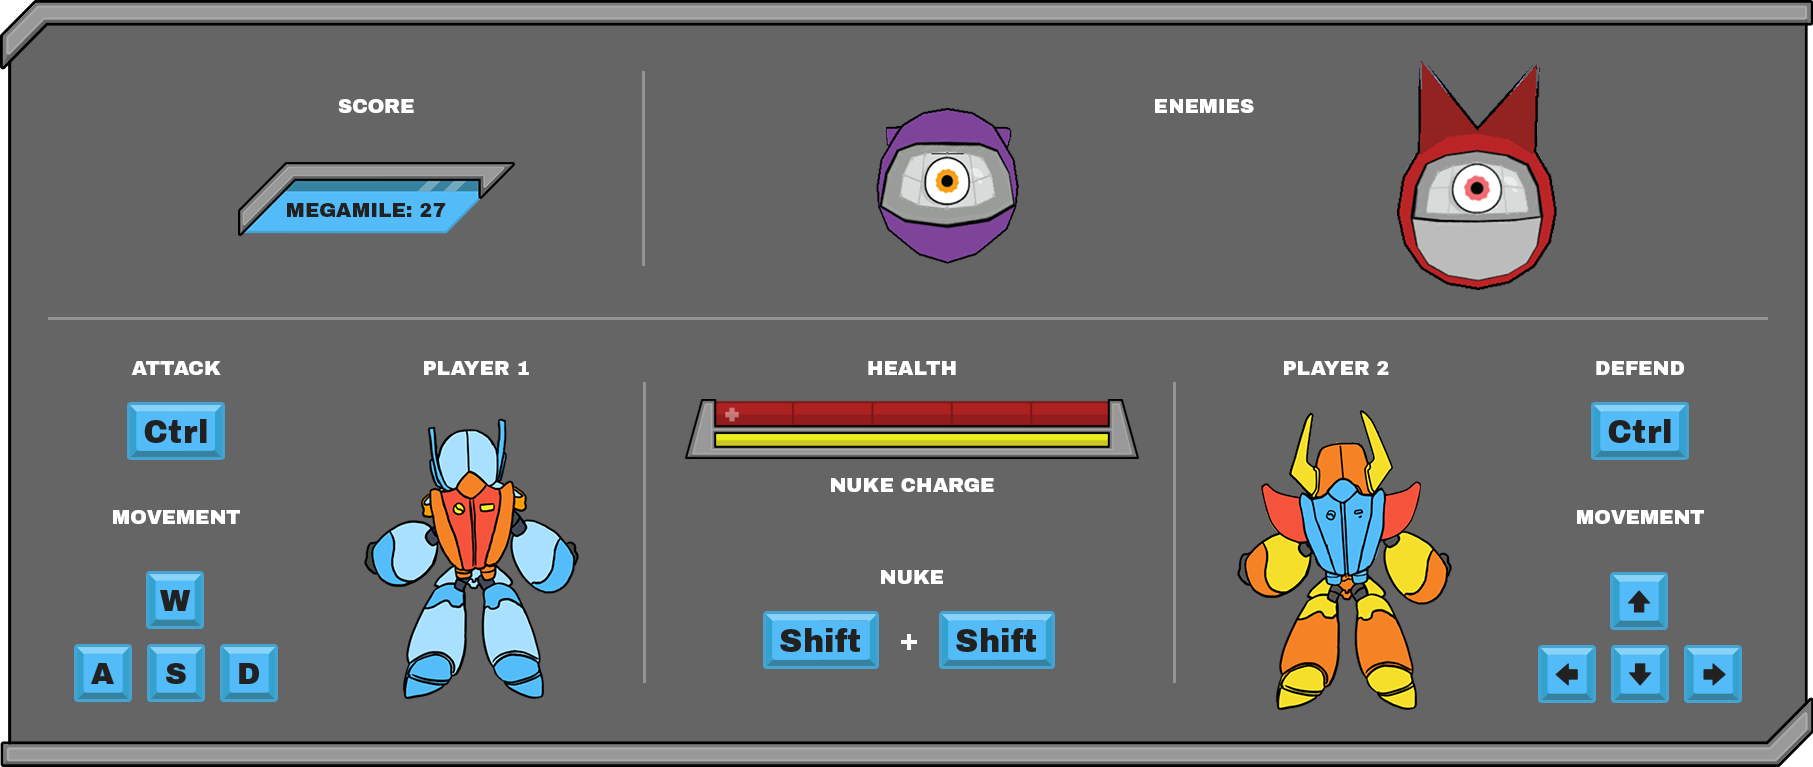 SCORE
ENEMIES
MEGAMILE: 27
ATTACK
PLAYER 1
HEALTH
PLAYER 2
DEFEND
Ctrl
Ctrl
NUKE CHARGE
MOVEMENT
MOVEMENT
NUKE
W
Shift + Shift
A S D